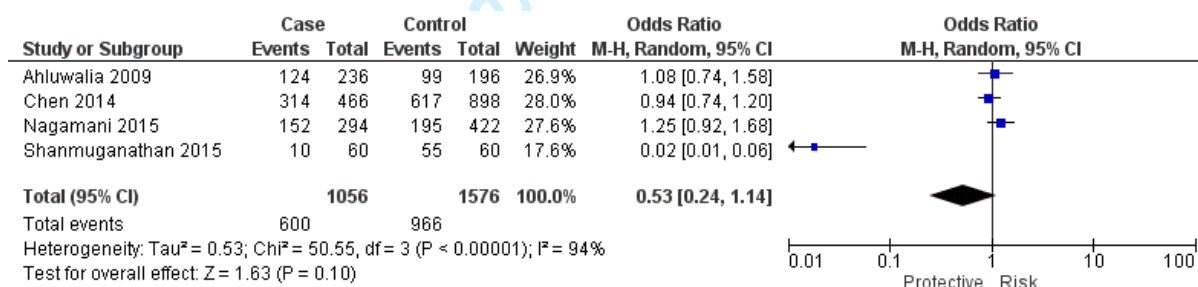 Case Control Odds Ratio Odds Ratio
Study or Subgroup Events Total Events Total Weight M-H, Random, 95% CI M-H, Random, 95% CI
Ahluwalia 2009 124 236 99 196 26.9% 1.08 [0.74, 1.58]
Chen 2014 314 466 617 898 28.0% 0.94 [0.74, 1.20]
Nagamani 2015 152 294 195 422 27.6% 1.25 [0.92, 1.68]
Shanmuganathan 2015 10 60 55 60 17.6% 0.02 [0.01, 0.06]
Total (95% CI) 1056 1576 100.0% 0.53 [0.24, 1.14]
Total events 600 966
Heterogeneity: Tau² = 0.53; Chi² = 50.55, df = 3 (P < 0.00001); I² = 94%
Test for overall effect: Z = 1.63 (P = 0.10)
0.01 0.1 1 10 100
Protective Risk